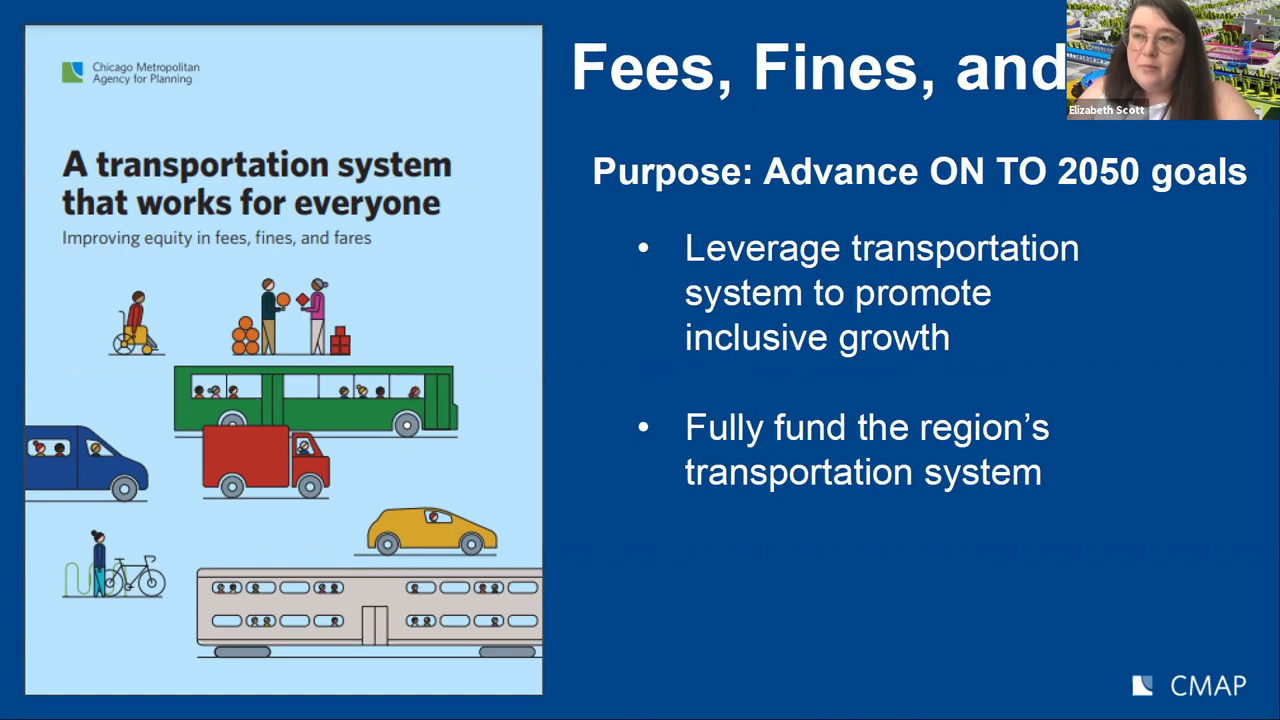 Chicago Metropolitan
Agency for Planning
A transportation system
that works for everyone
Improving equity in fees, fines, and fares
Fees, Fines, and
Elizabeth Scott
Purpose: Advance ON TO 2050 goals
• Leverage transportation
system to promote
inclusive growth
• Fully fund the region's
transportation system
CMAP